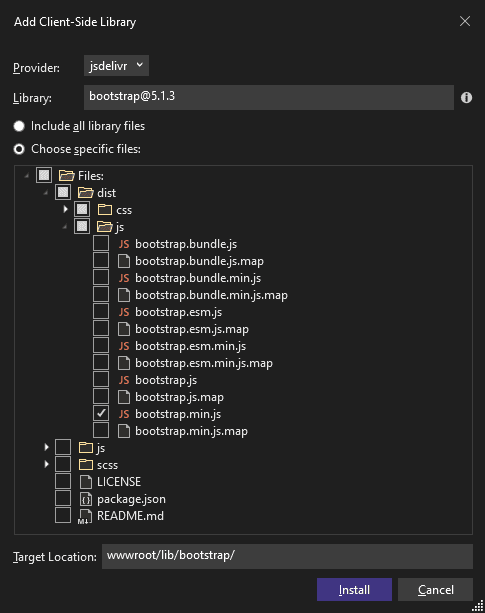 Add Client-Side Library
Provider: jsdelivr
Library: bootstrap@5.1.3
Include all library files
Choose specific files:
Files:
dist
css
js
JS bootstrap.bundle.js
bootstrap.bundle.js.map
JS bootstrap.bundle.min.js
bootstrap.bundle.min.js.map
JS bootstrap.esm.js
bootstrap.esm.js.map
JS bootstrap.esm.min.js
bootstrap.esm.min.js.map
JS bootstrap.js
bootstrap.js.map
JS bootstrap.min.js
bootstrap.min.js.map
js
scss
LICENSE
package.json
M↓ README.md
Target Location: wwwroot/lib/bootstrap/
Install Cancel